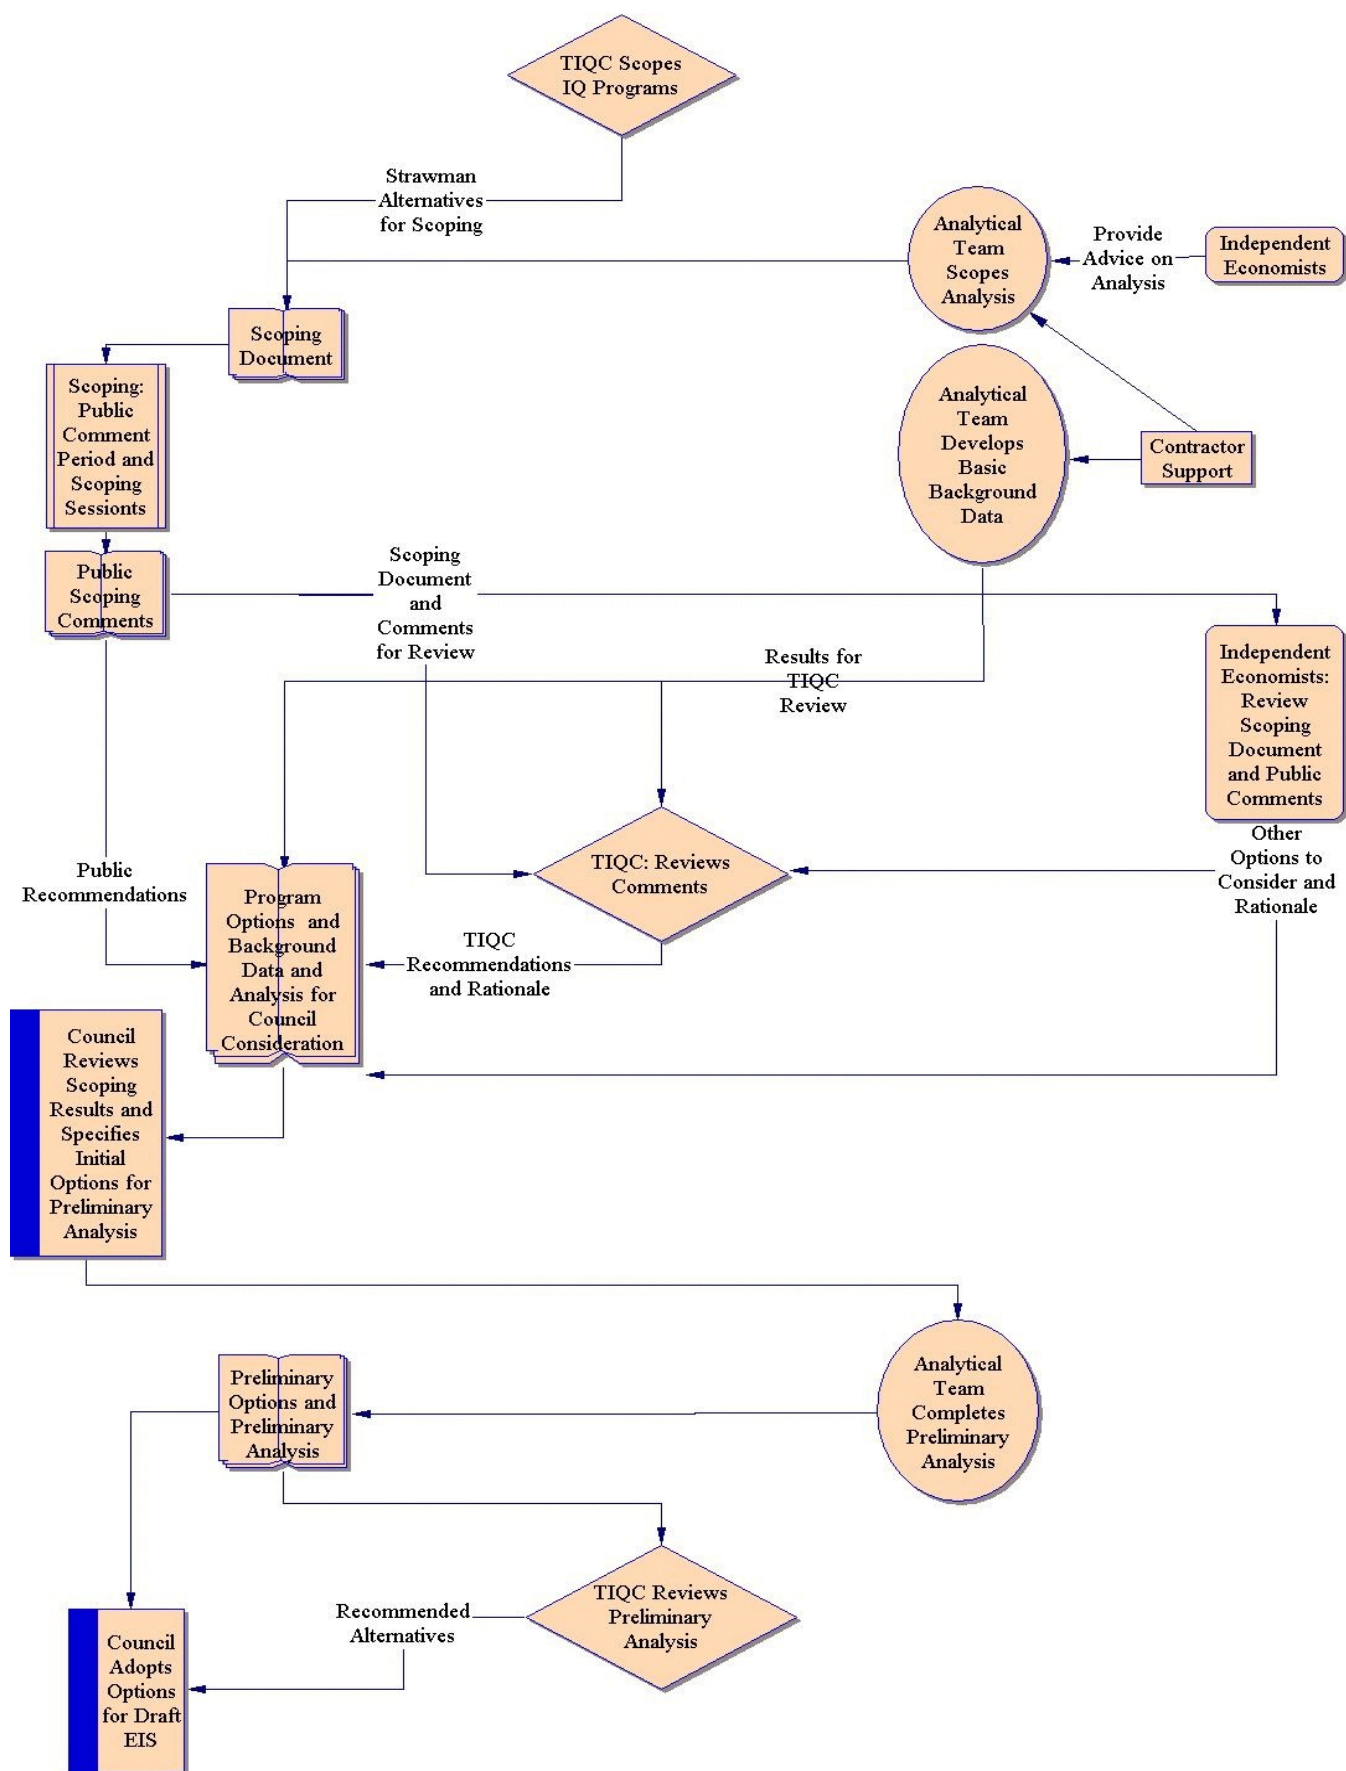 TIQC Scopes
IQ Programs
Strawman
Alternatives
for Scoping
Analytical
Team
Scopes
Analysis
Provide
Advice on
Analysis
Independent
Economists
Scoping
Document
Scoping:
Public
Comment
Period and
Scoping
Sessionts
Analytical
Team
Develops
Basic
Background
Data
Contractor
Support
Public
Scoping
Comments
Scoping
Document
and
Comments
for Review
Results for
TIQC
Review
Independent
Economists:
Review
Scoping
Document
and Public
Comments
Other
Options to
Consider and
Rationale
Public
Recommendations
TIQC: Reviews
Comments
Program
Options and
Background
Data and
Analysis for
Council
Consideration
TIQC
Recommendations
and Rationale
Council
Reviews
Scoping
Results and
Specifies
Initial
Options for
Preliminary
Analysis
Analytical
Team
Completes
Preliminary
Analysis
Preliminary
Options and
Preliminary
Analysis
TIQC Reviews
Preliminary
Analysis
Recommended
Alternatives
Council
Adopts
Options
for Draft
EIS